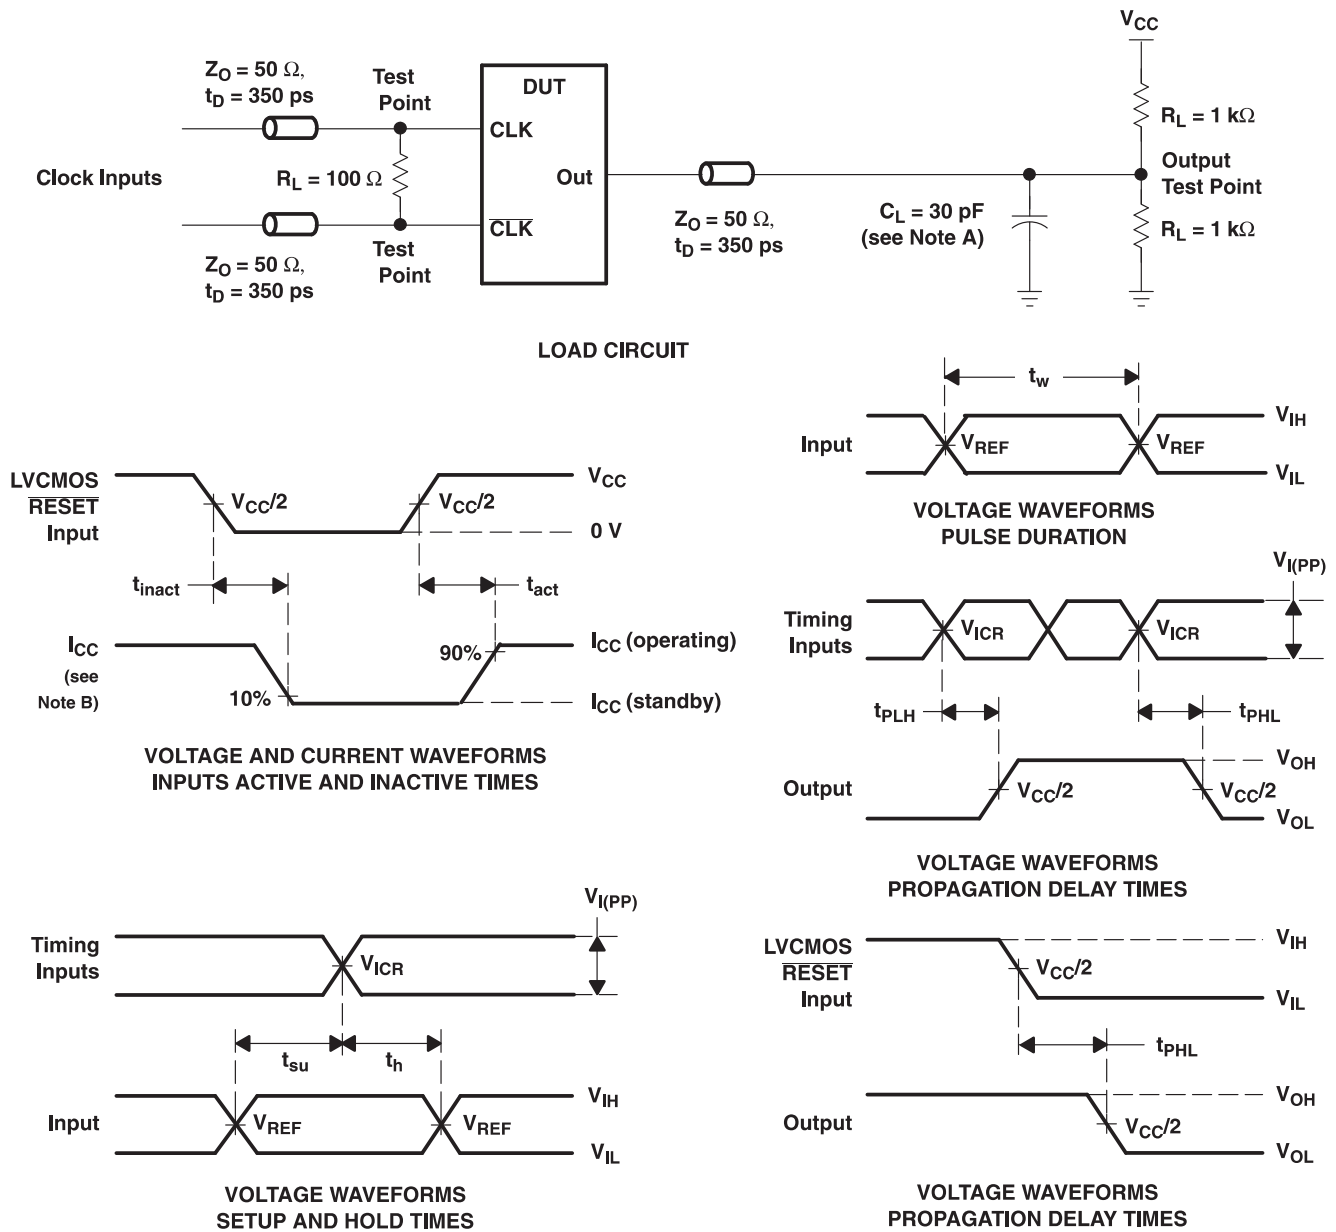 V_CC
Z_O = 50 Ω,
t_D = 350 ps
Test
Point
DUT
CLK
R_L = 1 kΩ
Clock Inputs
R_L = 100 Ω
Out
Output
Test Point
C̅L̅K̅
Z_O = 50 Ω,
t_D = 350 ps
C_L = 30 pF
(see Note A)
R_L = 1 kΩ
Test
Point
Z_O = 50 Ω,
t_D = 350 ps
LOAD CIRCUIT
t_w
Input
V_REF
V_REF
V_IH
V_IL
VOLTAGE WAVEFORMS
PULSE DURATION
LVCMOS
R̅E̅S̅E̅T̅
Input
V_CC/2
V_CC/2
V_CC
0 V
t_inact
t_act
I_CC
(see
Note B)
10%
90%
I_CC (operating)
I_CC (standby)
VOLTAGE AND CURRENT WAVEFORMS
INPUTS ACTIVE AND INACTIVE TIMES
V_I(PP)
Timing
Inputs
V_ICR
V_ICR
t_PLH
t_PHL
Output
V_CC/2
V_CC/2
V_OH
V_OL
VOLTAGE WAVEFORMS
PROPAGATION DELAY TIMES
V_I(PP)
Timing
Inputs
V_ICR
t_su
t_h
Input
V_REF
V_REF
V_IH
V_IL
VOLTAGE WAVEFORMS
SETUP AND HOLD TIMES
LVCMOS
R̅E̅S̅E̅T̅
Input
V_CC/2
V_IH
V_IL
t_PHL
Output
V_CC/2
V_OH
V_OL
VOLTAGE WAVEFORMS
PROPAGATION DELAY TIMES